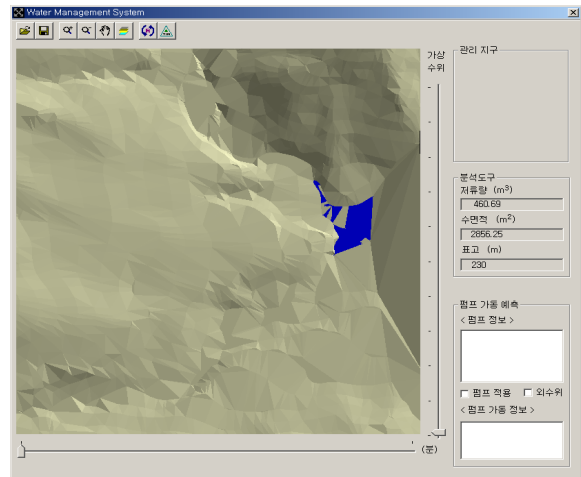 Water Management System
가상
수위
관리 지구
분석도구
저류량 (m³)
460.69
수면적 (m²)
2856.25
표고 (m)
230
펌프 가동 예측
< 펌프 정보 >
펌프 적용
외수위
< 펌프 가동 정보 >
(분)